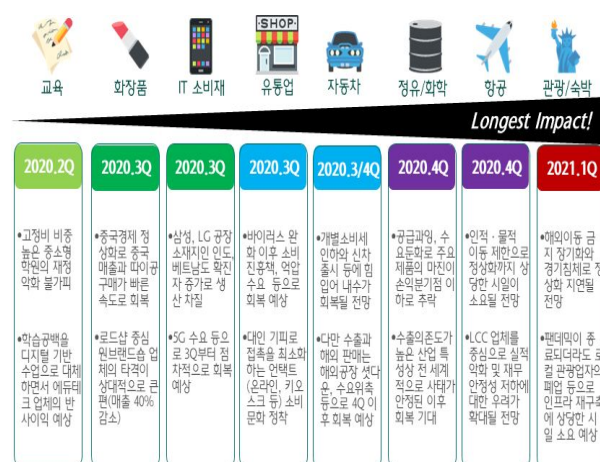 SHOP
교육
화장품
IT 소비재
유통업
자동차
정유/화학
항공
관광/숙박
Longest Impact!
2020.2Q
•고정비 비중
높은 중소형
학원의 재정
악화 불가피
•학습공백을
디지털 기반
수업으로 대체
하면서 에듀테
크 업체의 반
사이익 예상
2020.3Q
•중국경제 정
상화로 중국
매출과 따이공
구매가 빠른
속도로 회복
•로드샵 중심
원브랜드숍 업
체의 타격이
상대적으로 큰
편(매출 40%
감소)
2020.3Q
•삼성, LG 공장
소재지인 인도,
베트남도 확진
자 증가로 생
산 차질
•5G 수요 등으
로 3Q부터 점
차적으로 회복
예상
2020.3Q
•바이러스 완
화 이후 소비
진흥책, 억압
수요 등으로
회복 예상
•대인 기피로
접촉을 최소화
하는 언택트
(온라인, 키오
스크 등) 소비
문화 정착
2020.3/4Q
•개별소비세
인하와 신차
출시 등에 힘
입어 내수가
회복될 전망
•다만 수출과
해외 판매는
해외공장 셧다
운, 수요위축
등으로 4Q 이
후 회복 예상
2020.4Q
•공급과잉, 수
요둔화로 주요
제품의 마진이
손익분기점 이
하로 추락
•수출의존도가
높은 산업 특
성상 전 세계
적으로 사태가
안정된 이후
회복 기대
2020.4Q
•인적 · 물적
이동 제한으로
정상화까지 상
당한 시일이
소요될 전망
•LCC 업체를
중심으로 실적
악화 및 재무
안정성 저하에
대한 우려가
확대될 전망
2021.1Q
•해외이동 금
지 장기화와
경기침체로 정
상화 지연될
전망
•팬데믹이 종
료되더라도 로
컬 관광업자의
폐업 등으로
인프라 재구축
에 상당한 시
일 소요 예상